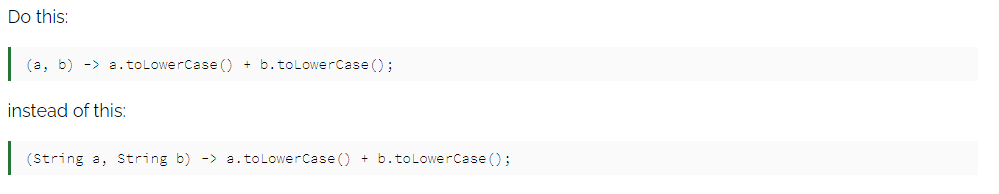 Do this:
(a, b) -> a.toLowerCase() + b.toLowerCase();
instead of this:
(String a, String b) -> a.toLowerCase() + b.toLowerCase();